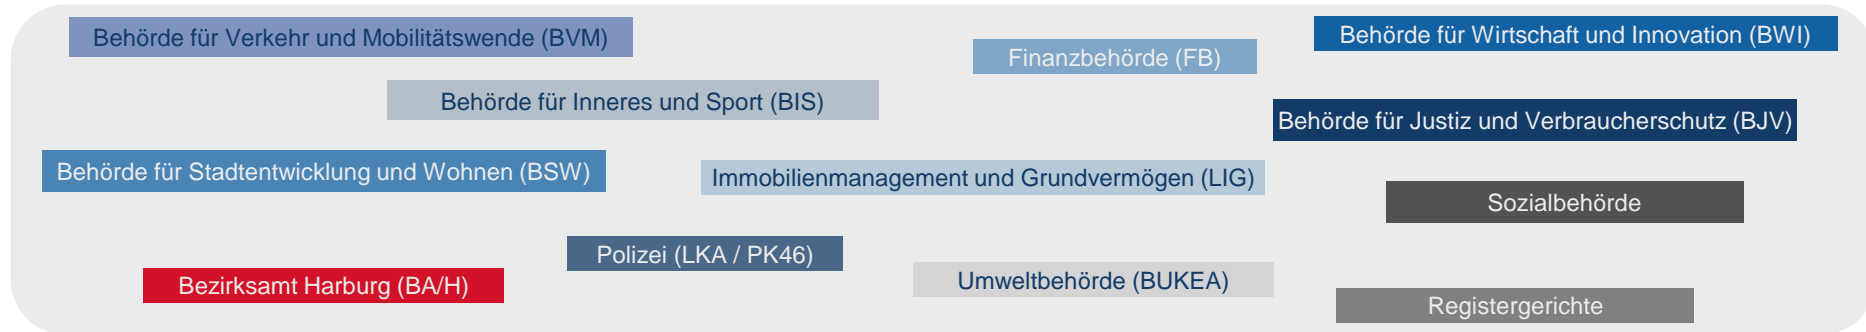 Behörde für Verkehr und Mobilitätswende (BVM)
Behörde für Wirtschaft und Innovation (BWI)
Finanzbehörde (FB)
Behörde für Inneres und Sport (BIS)
Behörde für Justiz und Verbraucherschutz (BJV)
Behörde für Stadtentwicklung und Wohnen (BSW)
Immobilienmanagement und Grundvermögen (LIG)
Sozialbehörde
Polizei (LKA / PK46)
Bezirksamt Harburg (BA/H)
Umweltbehörde (BUKEA)
Registergerichte